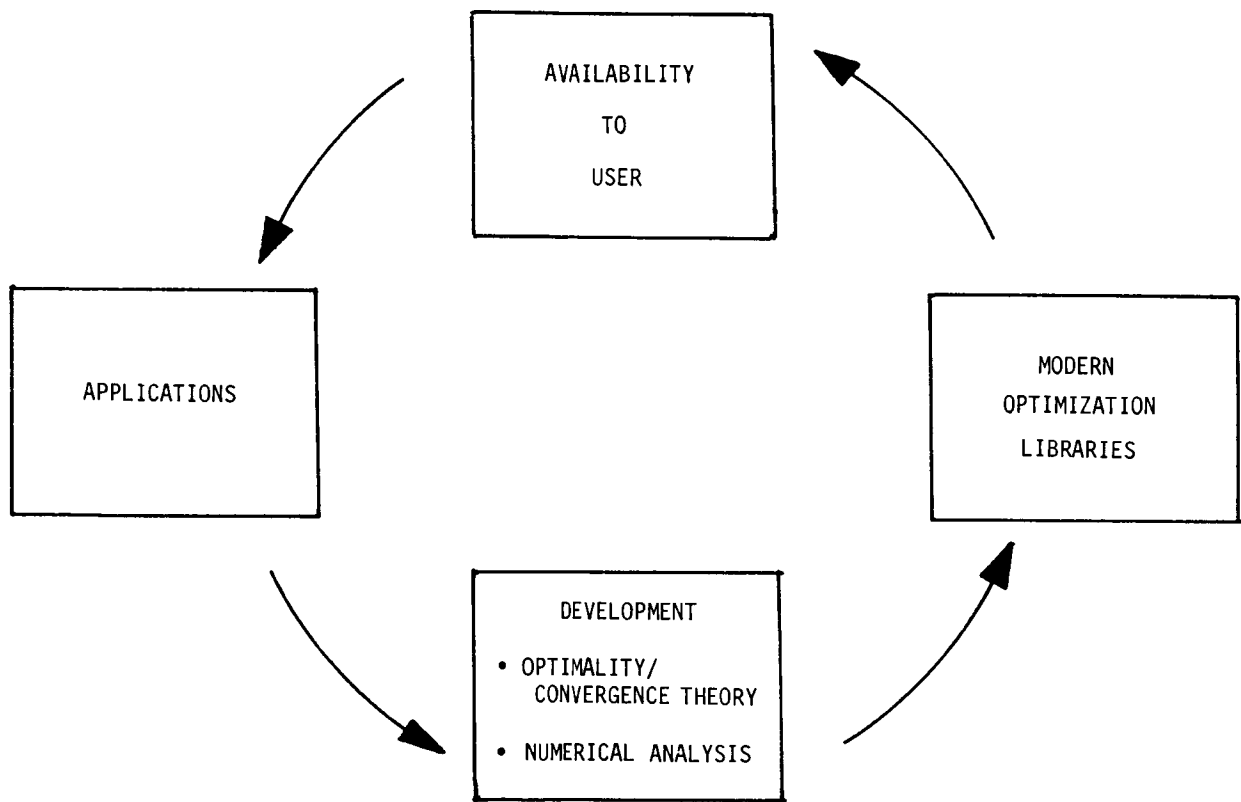 AVAILABILITY
TO
USER
APPLICATIONS
MODERN
OPTIMIZATION
LIBRARIES
DEVELOPMENT
• OPTIMALITY/
CONVERGENCE THEORY
• NUMERICAL ANALYSIS